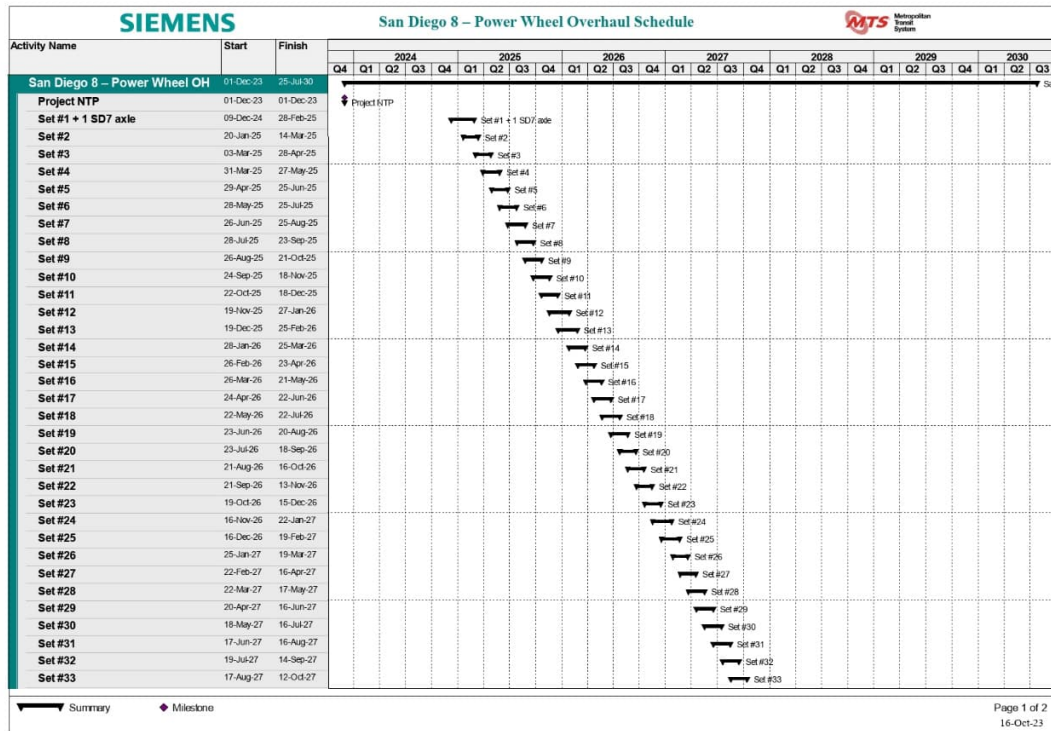 SIEMENS
San Diego 8 – Power Wheel Overhaul Schedule
MTS Metropolitan Transit System
Activity Name Start Finish
2024 2025 2026 2027 2028 2029 2030
Q4 Q1 Q2 Q3 Q4 Q1 Q2 Q3 Q4 Q1 Q2 Q3 Q4 Q1 Q2 Q3 Q4 Q1 Q2 Q3 Q4 Q1 Q2 Q3 Q4 Q1 Q2 Q3
San Diego 8 – Power Wheel OH 01-Dec-23 25-Jul-30 Sa
Project NTP 01-Dec-23 01-Dec-23 Project NTP
Set #1 + 1 SD7 axle 09-Dec-24 28-Feb-25 Set #1 + 1 SD7 axle
Set #2 20-Jan-25 14-Mar-25 Set #2
Set #3 03-Mar-25 28-Apr-25 Set #3
Set #4 31-Mar-25 27-May-25 Set #4
Set #5 29-Apr-25 25-Jun-25 Set #5
Set #6 28-May-25 25-Jul-25 Set #6
Set #7 26-Jun-25 25-Aug-25 Set #7
Set #8 28-Jul-25 23-Sep-25 Set #8
Set #9 26-Aug-25 21-Oct-25 Set #9
Set #10 24-Sep-25 18-Nov-25 Set #10
Set #11 22-Oct-25 18-Dec-25 Set #11
Set #12 19-Nov-25 27-Jan-26 Set #12
Set #13 19-Dec-25 25-Feb-26 Set #13
Set #14 28-Jan-26 25-Mar-26 Set #14
Set #15 26-Feb-26 23-Apr-26 Set #15
Set #16 26-Mar-26 21-May-26 Set #16
Set #17 24-Apr-26 22-Jun-26 Set #17
Set #18 22-May-26 22-Jul-26 Set #18
Set #19 23-Jun-26 20-Aug-26 Set #19
Set #20 23-Jul-26 18-Sep-26 Set #20
Set #21 21-Aug-26 16-Oct-26 Set #21
Set #22 21-Sep-26 13-Nov-26 Set #22
Set #23 19-Oct-26 15-Dec-26 Set #23
Set #24 16-Nov-26 22-Jan-27 Set #24
Set #25 16-Dec-26 19-Feb-27 Set #25
Set #26 25-Jan-27 19-Mar-27 Set #26
Set #27 22-Feb-27 16-Apr-27 Set #27
Set #28 22-Mar-27 17-May-27 Set #28
Set #29 20-Apr-27 16-Jun-27 Set #29
Set #30 18-May-27 16-Jul-27 Set #30
Set #31 17-Jun-27 16-Aug-27 Set #31
Set #32 19-Jul-27 14-Sep-27 Set #32
Set #33 17-Aug-27 12-Oct-27 Set #33
Summary Milestone Page 1 of 2
16-Oct-23